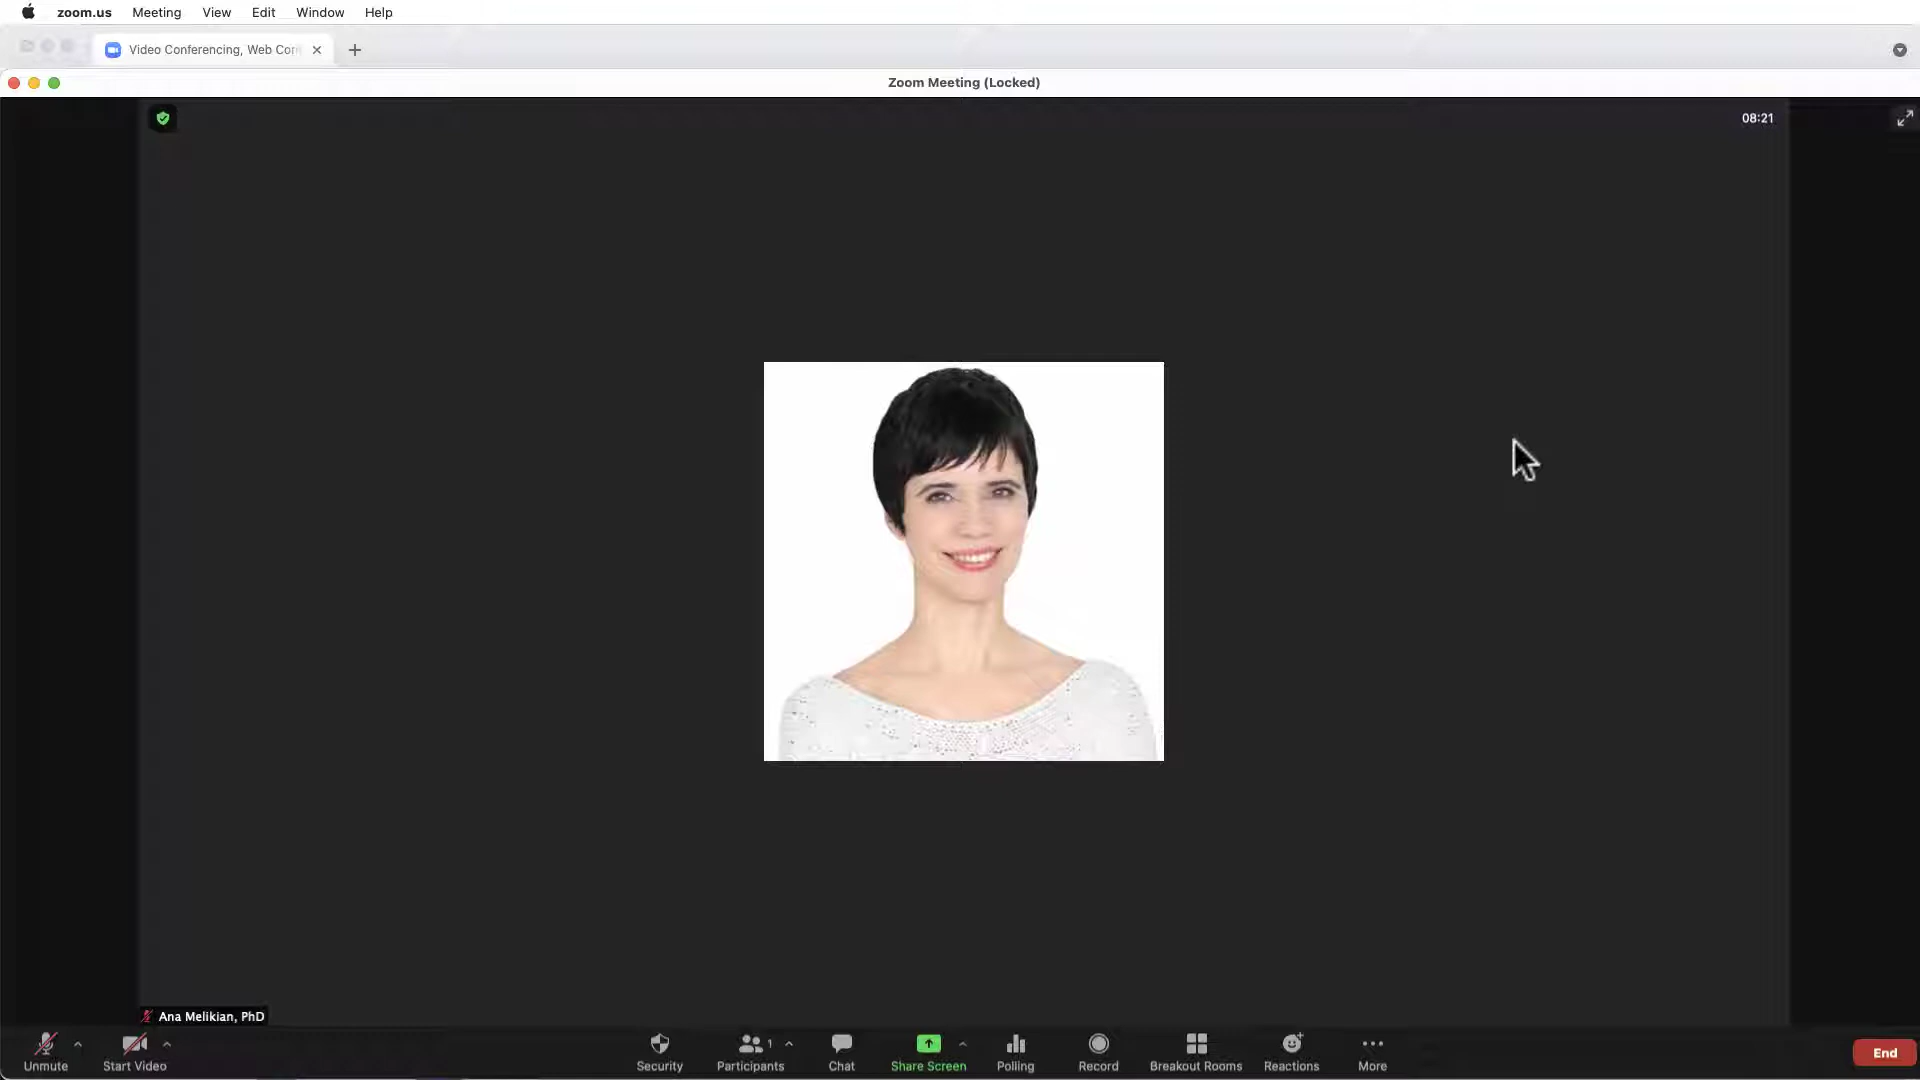 zoom.us Meeting View Edit Window Help
Video Conferencing, Web Con
Zoom Meeting (Locked)
08:21
Ana Melikian, PhD
Unmute Start Video Security Participants 1 Chat Share Screen Polling Record Breakout Rooms Reactions More End